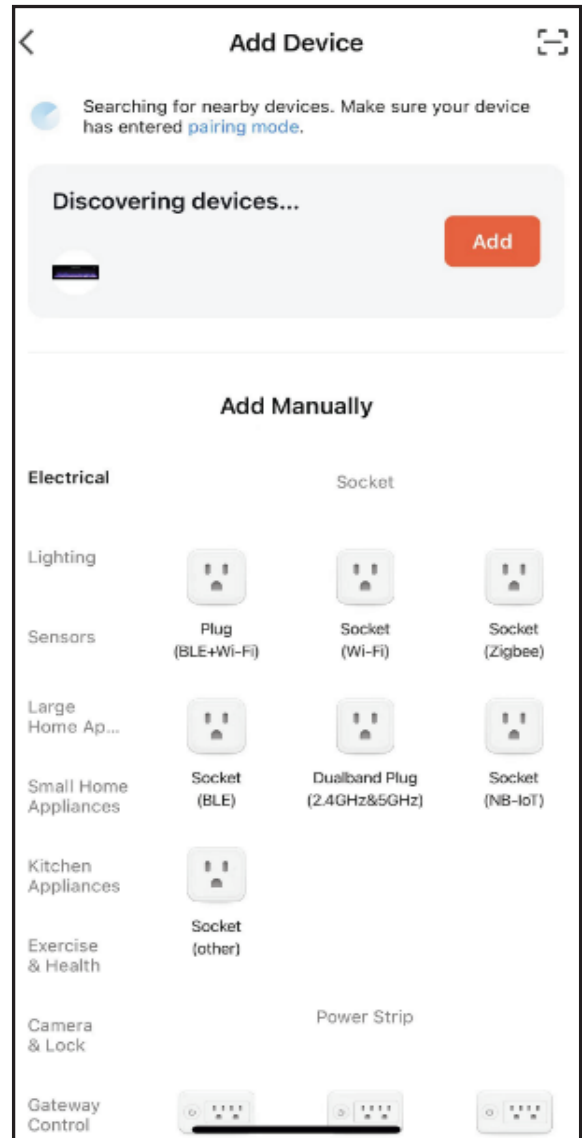 Add Device
Searching for nearby devices. Make sure your device
has entered pairing mode.
Discovering devices...
Add
Add Manually
Electrical
Socket
Lighting
Plug
(BLE+Wi-Fi)
Socket
(Wi-Fi)
Socket
(Zigbee)
Sensors
Large
Home Ap...
Socket
(BLE)
Dualband Plug
(2.4GHz&5GHz)
Socket
(NB-IoT)
Small Home
Appliances
Kitchen
Appliances
Socket
(other)
Exercise
& Health
Camera
& Lock
Power Strip
Gateway
Control